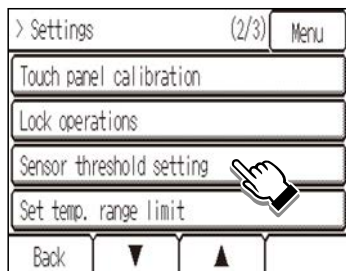 > Settings (2/3) Menu
Touch panel calibration
Lock operations
Sensor threshold setting
Set temp. range limit
Back ▼ ▲